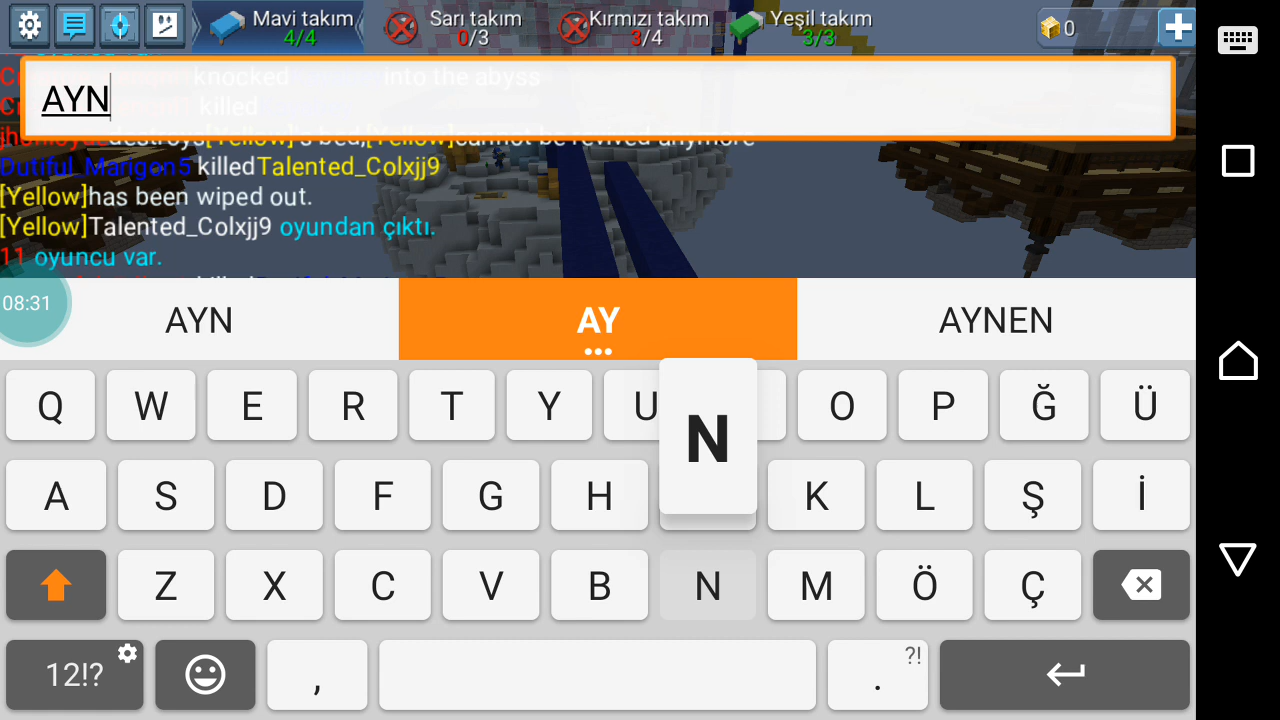 Mavi takım
4/4
Sarı takım
0/3
Kırmızı takım
3/4
Yeşil takım
3/3
0
knocked into the abyss
AYN
killed
destroys[Yellow]'s bed,[Yellow]cannot be revived anymore
Dutiful_Marigon5 killedTalented_Colxjj9
[Yellow]has been wiped out.
[Yellow]Talented_Colxjj9 oyundan çıktı.
11 oyuncu var.
08:31
AYN AY AYNEN
Q W E R T Y U O P Ğ Ü
N
A S D F G H K L Ş İ
Z X C V B N M Ö Ç
12!? , . ?!